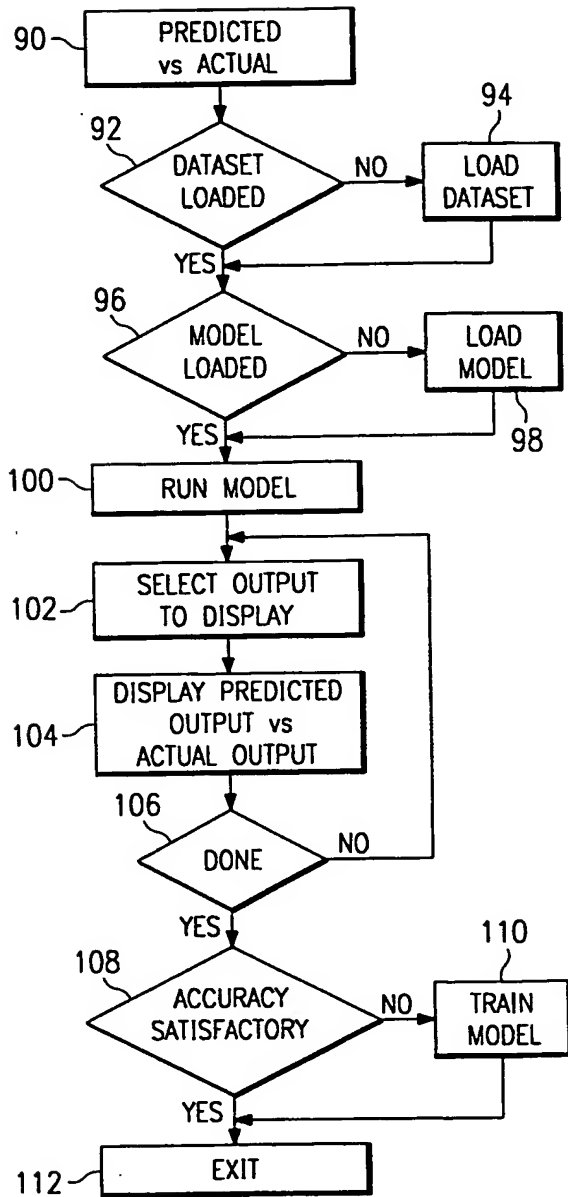 90
PREDICTED
vs ACTUAL
92
DATASET
LOADED
NO
94
LOAD
DATASET
YES
96
MODEL
LOADED
NO
LOAD
MODEL
98
YES
100
RUN MODEL
102
SELECT OUTPUT
TO DISPLAY
104
DISPLAY PREDICTED
OUTPUT vs
ACTUAL OUTPUT
106
DONE
NO
YES
108
ACCURACY
SATISFACTORY
NO
110
TRAIN
MODEL
YES
112
EXIT